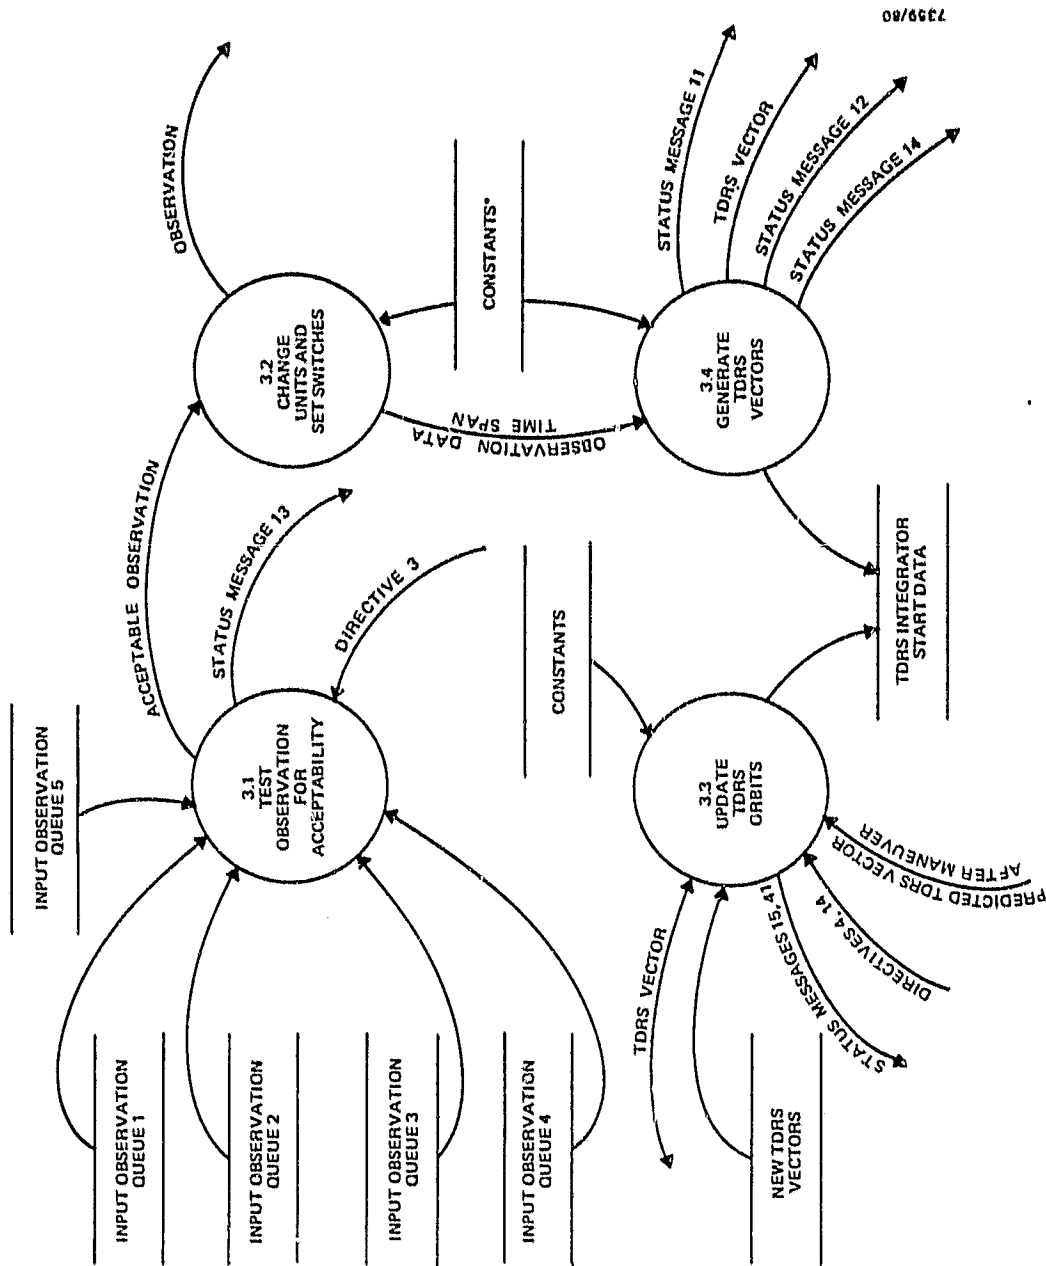 INPUT OBSERVATION
QUEUE 1
INPUT OBSERVATION
QUEUE 2
INPUT OBSERVATION
QUEUE 3
INPUT OBSERVATION
QUEUE 4
INPUT OBSERVATION
QUEUE 5
3.1
TEST
OBSERVATION
FOR
ACCEPTABILITY
ACCEPTABLE OBSERVATION
STATUS MESSAGE 13
DIRECTIVE 3
3.2
CHANGE
UNITS AND
SET SWITCHES
OBSERVATION
CONSTANTS*
OBSERVATION DATA
TIME SPAN
CONSTANTS
NEW TDRS
VECTORS
TDRS VECTOR
3.3
UPDATE
TDRS
ORBITS
STATUS MESSAGES 15, 41
DIRECTIVES 4, 14
PREDICTED TDRS VECTOR
AFTER MANEUVER
TDRS INTEGRATOR
START DATA
3.4
GENERATE
TDRS
VECTORS
STATUS MESSAGE 11
TDRS VECTOR
STATUS MESSAGE 12
STATUS MESSAGE 14
7359/80